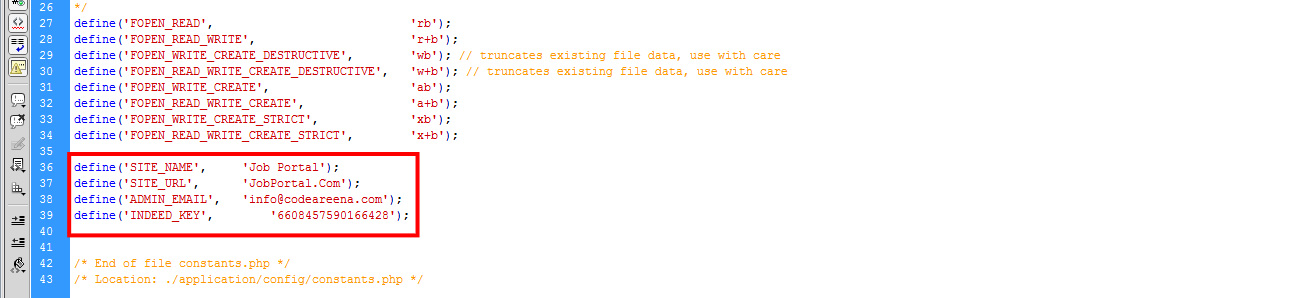 26 */
27 define('FOPEN_READ', 'rb');
28 define('FOPEN_READ_WRITE', 'r+b');
29 define('FOPEN_WRITE_CREATE_DESTRUCTIVE', 'wb'); // truncates existing file data, use with care
30 define('FOPEN_READ_WRITE_CREATE_DESTRUCTIVE', 'w+b'); // truncates existing file data, use with care
31 define('FOPEN_WRITE_CREATE', 'ab');
32 define('FOPEN_READ_WRITE_CREATE', 'a+b');
33 define('FOPEN_WRITE_CREATE_STRICT', 'xb');
34 define('FOPEN_READ_WRITE_CREATE_STRICT', 'x+b');
35
36 define('SITE_NAME', 'Job Portal');
37 define('SITE_URL', 'JobPortal.Com');
38 define('ADMIN_EMAIL', 'info@codeareena.com');
39 define('INDEED_KEY', '6608457590166428');
40
41
42 /* End of file constants.php */
43 /* Location: ./application/config/constants.php */